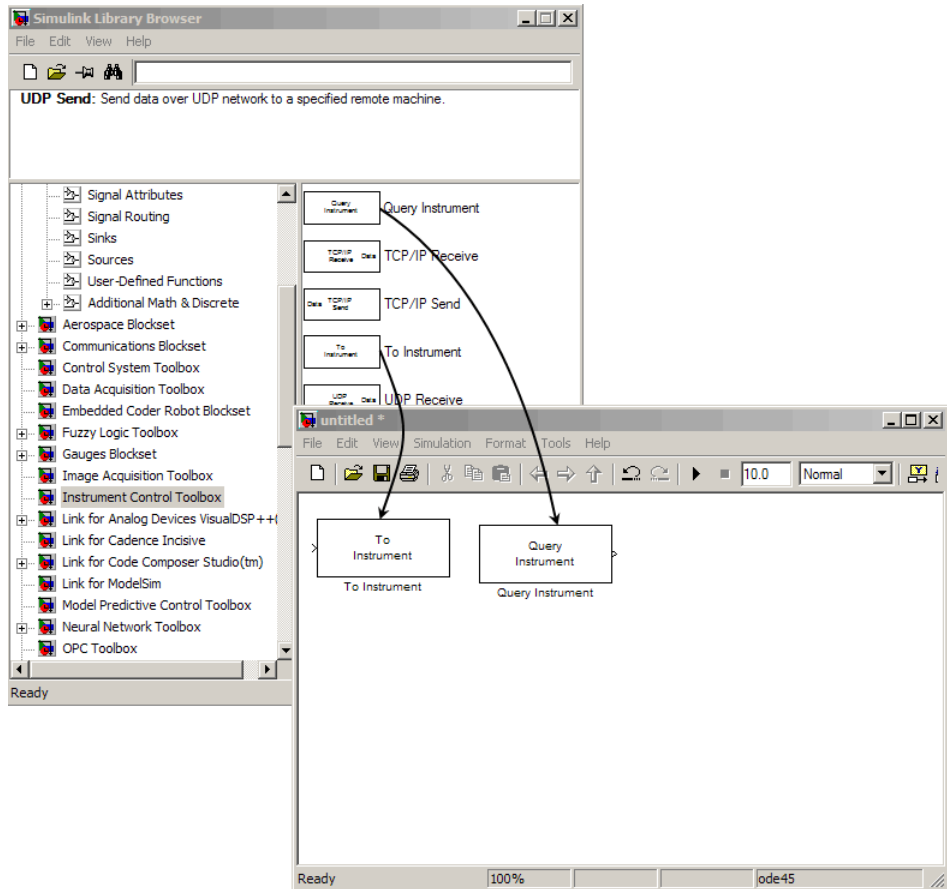 Simulink Library Browser
File Edit View Help
UDP Send: Send data over UDP network to a specified remote machine.
Signal Attributes
Signal Routing
Sinks
Sources
User-Defined Functions
Additional Math & Discrete
Aerospace Blockset
Communications Blockset
Control System Toolbox
Data Acquisition Toolbox
Embedded Coder Robot Blockset
Fuzzy Logic Toolbox
Gauges Blockset
Image Acquisition Toolbox
Instrument Control Toolbox
Link for Analog Devices VisualDSP++(
Link for Cadence Incisive
Link for Code Composer Studio(tm)
Link for ModelSim
Model Predictive Control Toolbox
Neural Network Toolbox
OPC Toolbox
Ready
Query Instrument Query Instrument
TCP/IP Receive Data TCP/IP Receive
Data TCP/IP Send TCP/IP Send
To Instrument To Instrument
UDP Receive Data UDP Receive
untitled *
File Edit View Simulation Format Tools Help
10.0 Normal
To
Instrument
To Instrument
Query
Instrument
Query Instrument
Ready 100% ode45